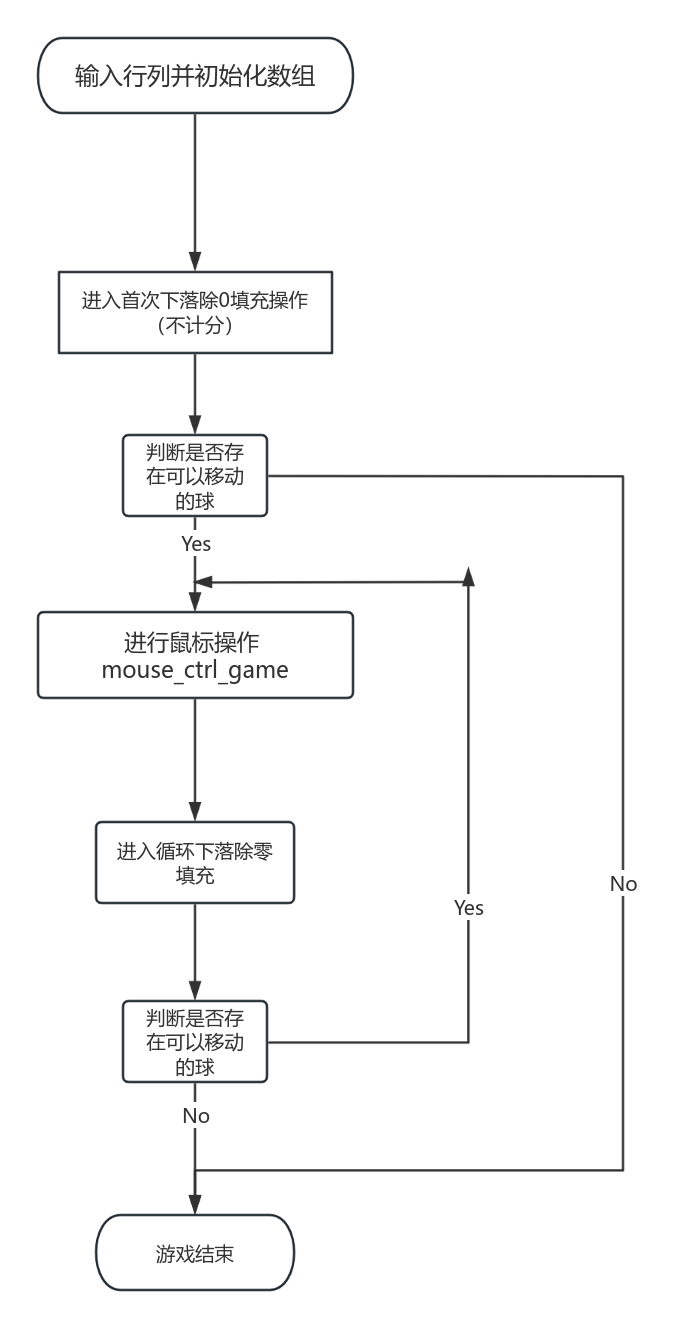 输入行列并初始化数组
进入首次下落除0填充操作
（不计分）
判断是否存
在可以移动
的球
Yes
进行鼠标操作
mouse_ctrl_game
进入循环下落除零
填充
No
Yes
判断是否存
在可以移动
的球
No
游戏结束